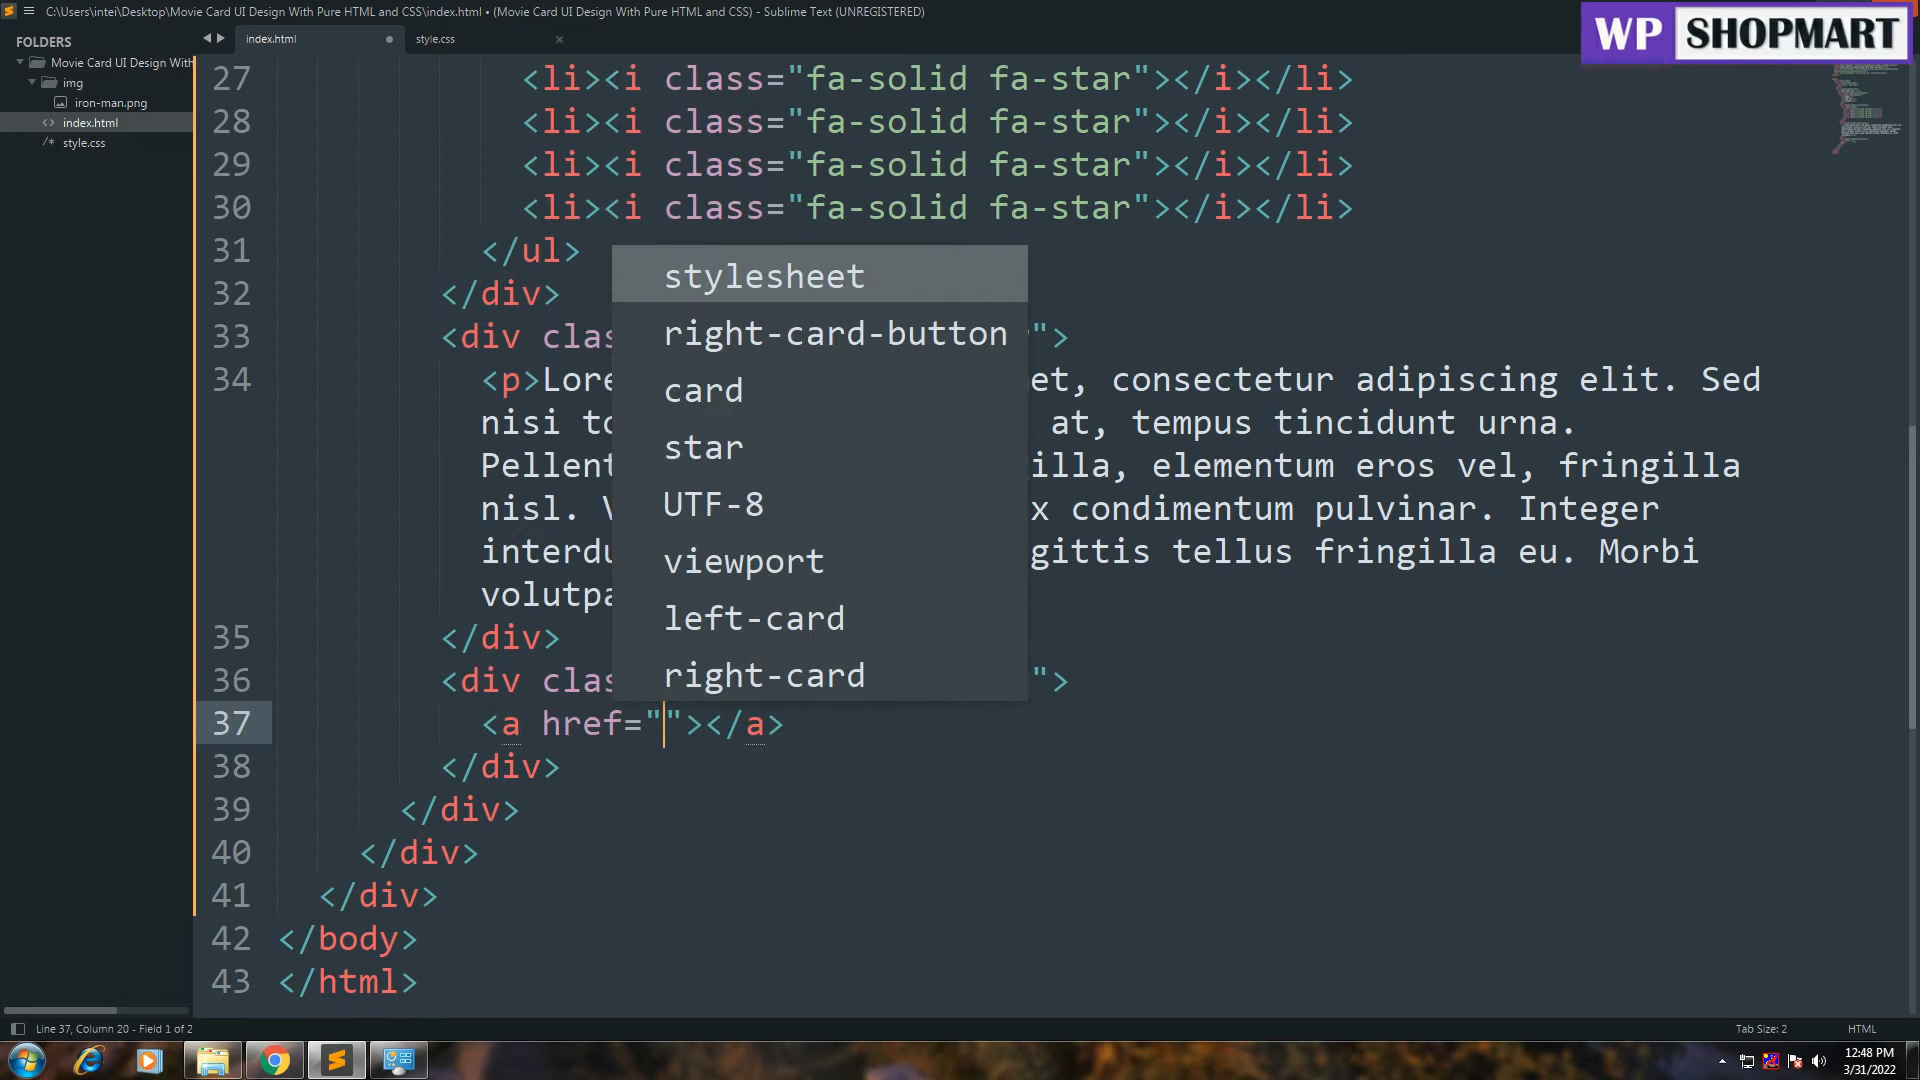 C:\Users\intei\Desktop\Movie Card UI Design With Pure HTML and CSS\index.html • (Movie Card UI Design With Pure HTML and CSS) - Sublime Text (UNREGISTERED)
WP SHOPMART
FOLDERS
Movie Card UI Design With
img
iron-man.png
index.html
style.css
index.html
style.css
27 <li><i class="fa-solid fa-star"></i></li>
28 <li><i class="fa-solid fa-star"></i></li>
29 <li><i class="fa-solid fa-star"></i></li>
30 <li><i class="fa-solid fa-star"></i></li>
31 </ul>
32 </div>
33 <div clas ">
34 <p>Lore et, consectetur adipiscing elit. Sed
nisi to at, tempus tincidunt urna.
Pellent illa, elementum eros vel, fringilla
nisl. V x condimentum pulvinar. Integer
interdu gittis tellus fringilla eu. Morbi
volutpa
35 </div>
36 <div clas ">
37 <a href=""></a>
38 </div>
39 </div>
40 </div>
41 </div>
42 </body>
43 </html>
stylesheet
right-card-button
card
star
UTF-8
viewport
left-card
right-card
Line 37, Column 20 - Field 1 of 2
Tab Size: 2
HTML
12:48 PM
3/31/2022